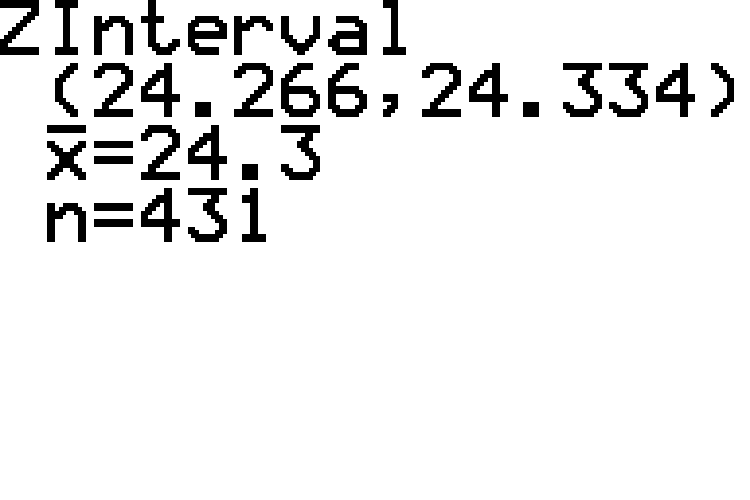 ZInterval
(24.266,24.334)
x̄=24.3
n=431